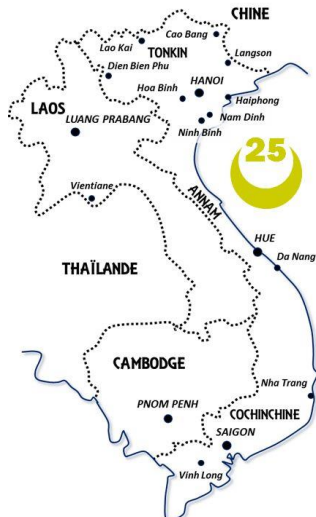 CHINE
Cao Bang
Lao Kai
TONKIN
Langson
Dien Bien Phu
Hoa Binh
HANOI
Haiphong
LAOS
Nam Dinh
LUANG PRABANG
Ninh Bính
25
Vientiane
ANNAM
HUE
Da Nang
THAÏLANDE
CAMBODGE
Nha Trang
PNOM PENH
COCHINCHINE
SAIGON
Vinh Long